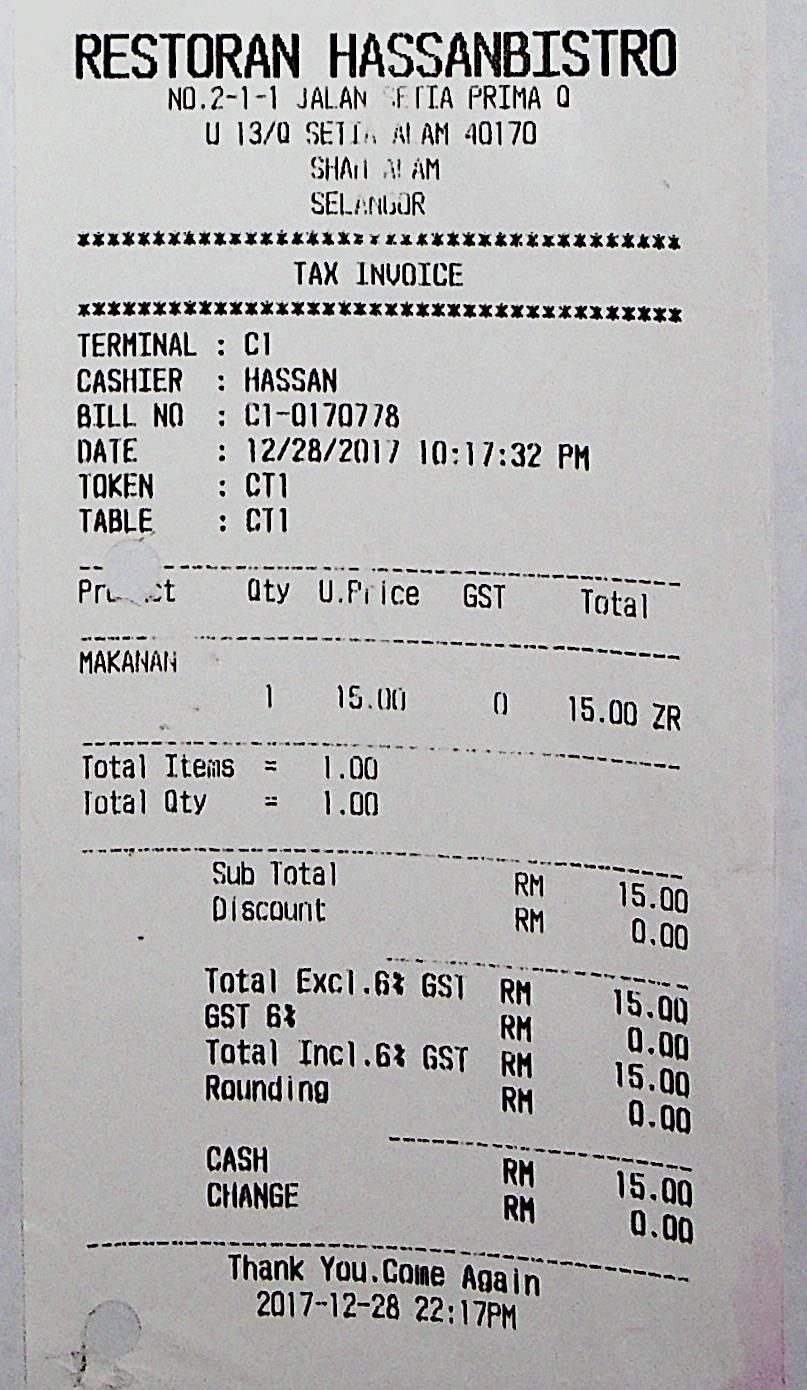 RESTORAN HASSANBISTRO
NO.2-1-1 JALAN SETIA PRIMA Q
U 13/Q SETIA ALAM 40170
SHAH ALAM
SELANGOR
***************************************
TAX INVOICE
***************************************
TERMINAL : C1
CASHIER : HASSAN
BILL NO : C1-0170778
DATE : 12/28/2017 10:17:32 PM
TOKEN : CT1
TABLE : CT1
Product Qty U.Price GST Total
MAKANAN
1 15.00 0 15.00 ZR
Total Items = 1.00
Total Qty = 1.00
Sub Total RM 15.00
Discount RM 0.00
Total Excl.6% GST RM 15.00
GST 6% RM 0.00
Total Incl.6% GST RM 15.00
Rounding RM 0.00
CASH RM 15.00
CHANGE RM 0.00
Thank You.Come Again
2017-12-28 22:17PM